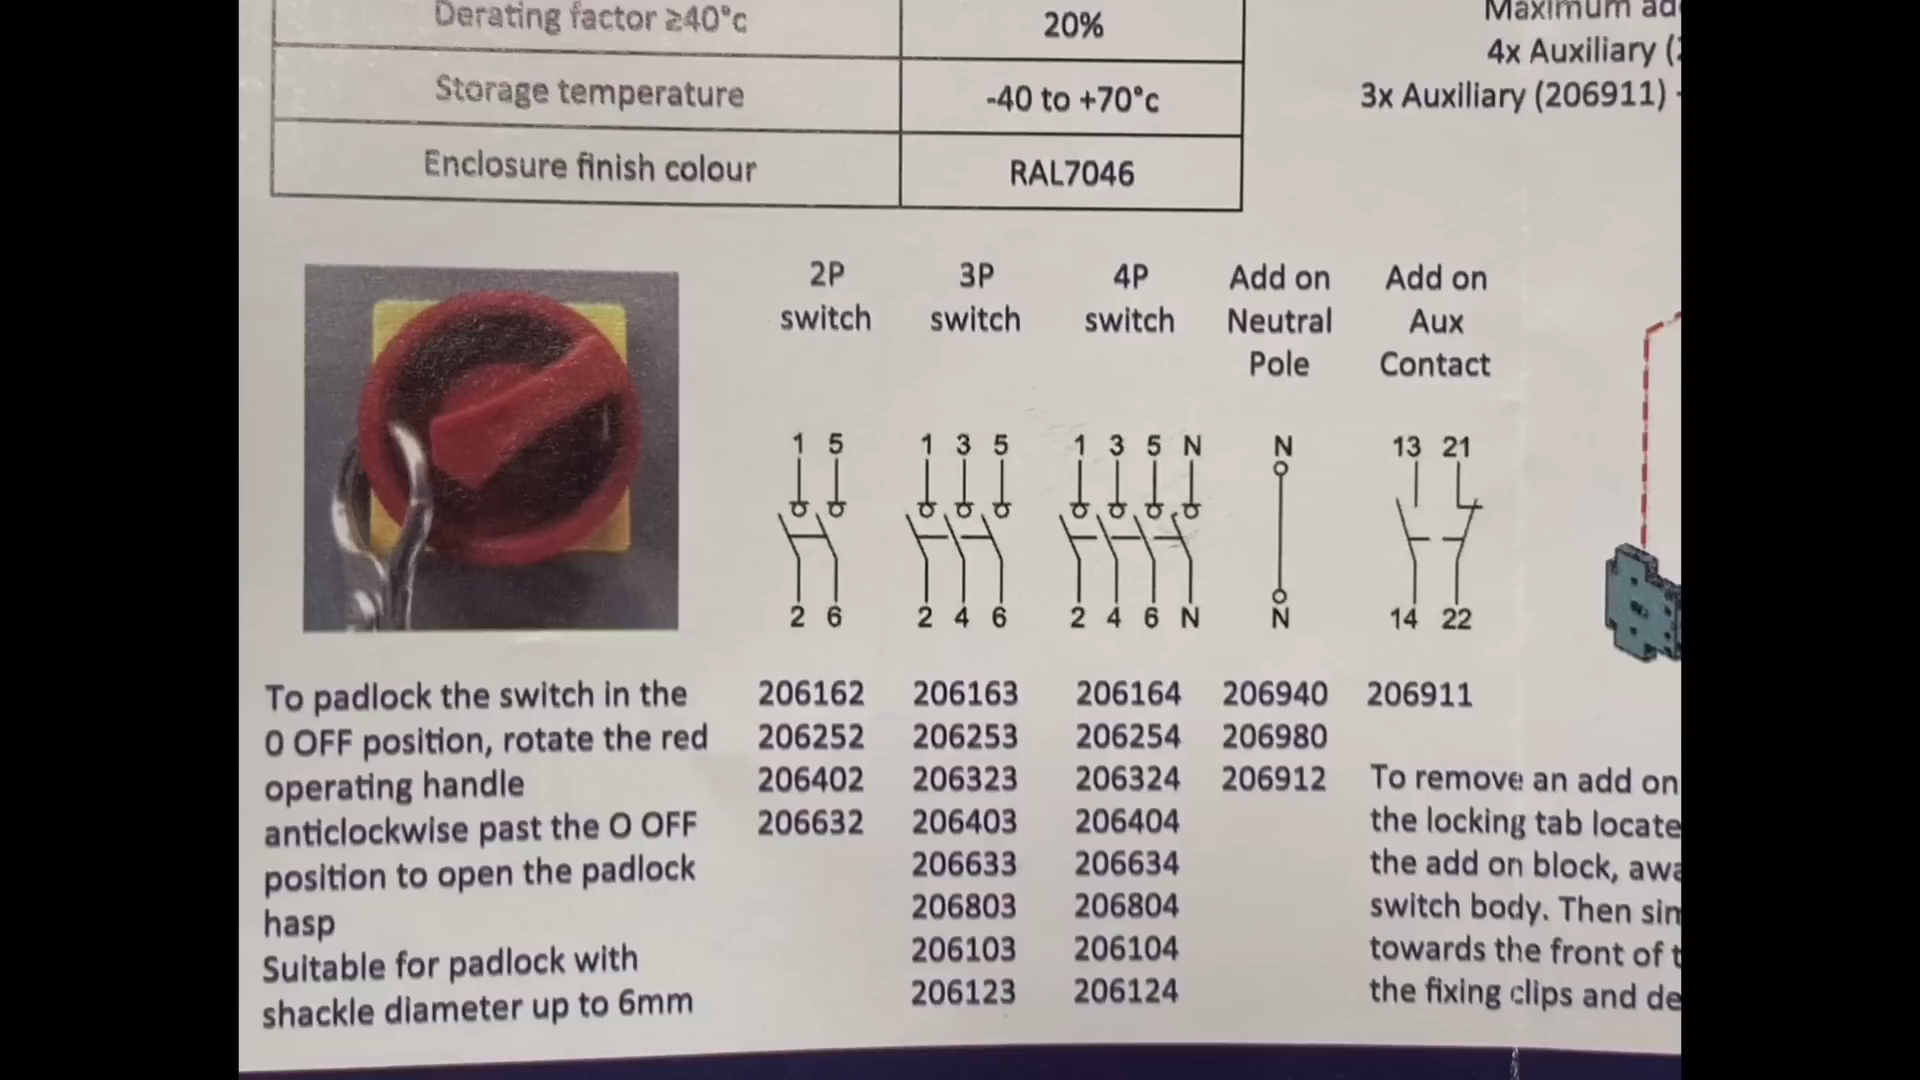 Derating factor ≥40°c 20%
Storage temperature -40 to +70°c
Enclosure finish colour RAL7046
Maximum
4x Auxiliary
3x Auxiliary (206911)
2P switch
3P switch
4P switch
Add on Neutral Pole
Add on Aux Contact
1 5
1 3 5
1 3 5 N
N
13 21
2 6
2 4 6
2 4 6 N
N
14 22
206162 206163 206164 206940 206911
206252 206253 206254 206980
206402 206323 206324 206912
206632 206403 206404
206633 206634
206803 206804
206103 206104
206123 206124
To padlock the switch in the
0 OFF position, rotate the red
operating handle
anticlockwise past the O OFF
position to open the padlock
hasp
Suitable for padlock with
shackle diameter up to 6mm
To remove an add on
the locking tab
the add on block,
switch body. Then
towards the front of
the fixing clips and